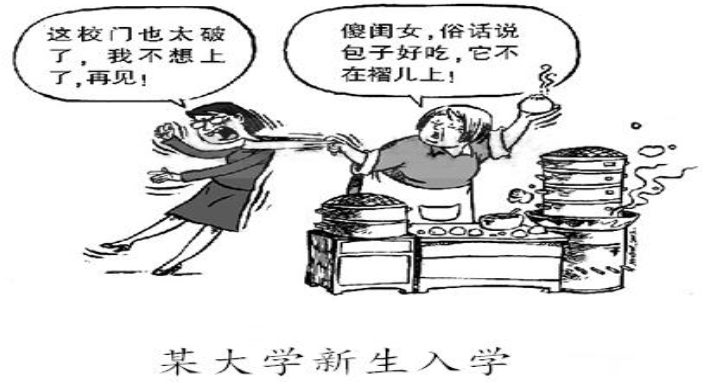 这校门也太破
了，我不想上
了,再见！
傻闺女,俗话说
包子好吃,它不
在褶儿上！
某大学新生入学